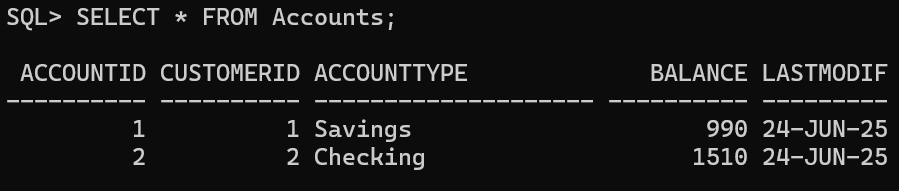 SQL> SELECT * FROM Accounts;
ACCOUNTID CUSTOMERID ACCOUNTTYPE BALANCE LASTMODIF
---------- ---------- -------------------- ---------- ---------
1 1 Savings 990 24-JUN-25
2 2 Checking 1510 24-JUN-25